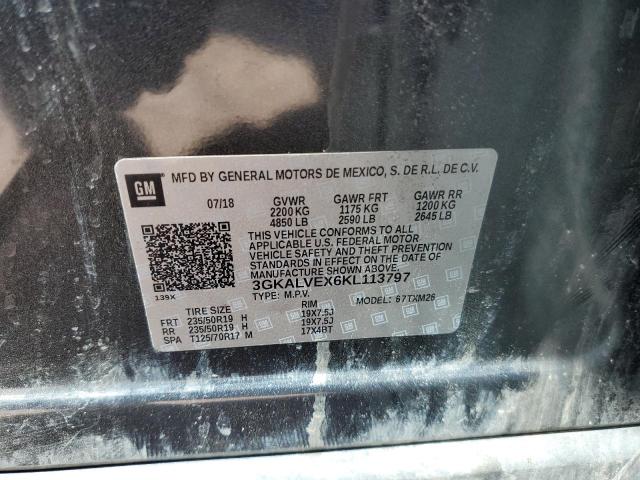 GM MFD BY GENERAL MOTORS DE MEXICO, S. DE R.L. DE C.V.
07/18 GVWR GAWR FRT GAWR RR
2200 KG 1175 KG 1200 KG
4850 LB 2590 LB 2645 LB
THIS VEHICLE CONFORMS TO ALL
APPLICABLE U.S. FEDERAL MOTOR
VEHICLE SAFETY AND THEFT PREVENTION
STANDARDS IN EFFECT ON THE DATE OF
MANUFACTURE SHOWN ABOVE.
139X 3GKALVEX6KL113797
TYPE: M.P.V. MODEL: 67TXM26
TIRE SIZE RIM
FRT 235/50R19 H 19X7.5J
RR 235/50R19 H 19X7.5J
SPA T125/70R17 M 17X4BT